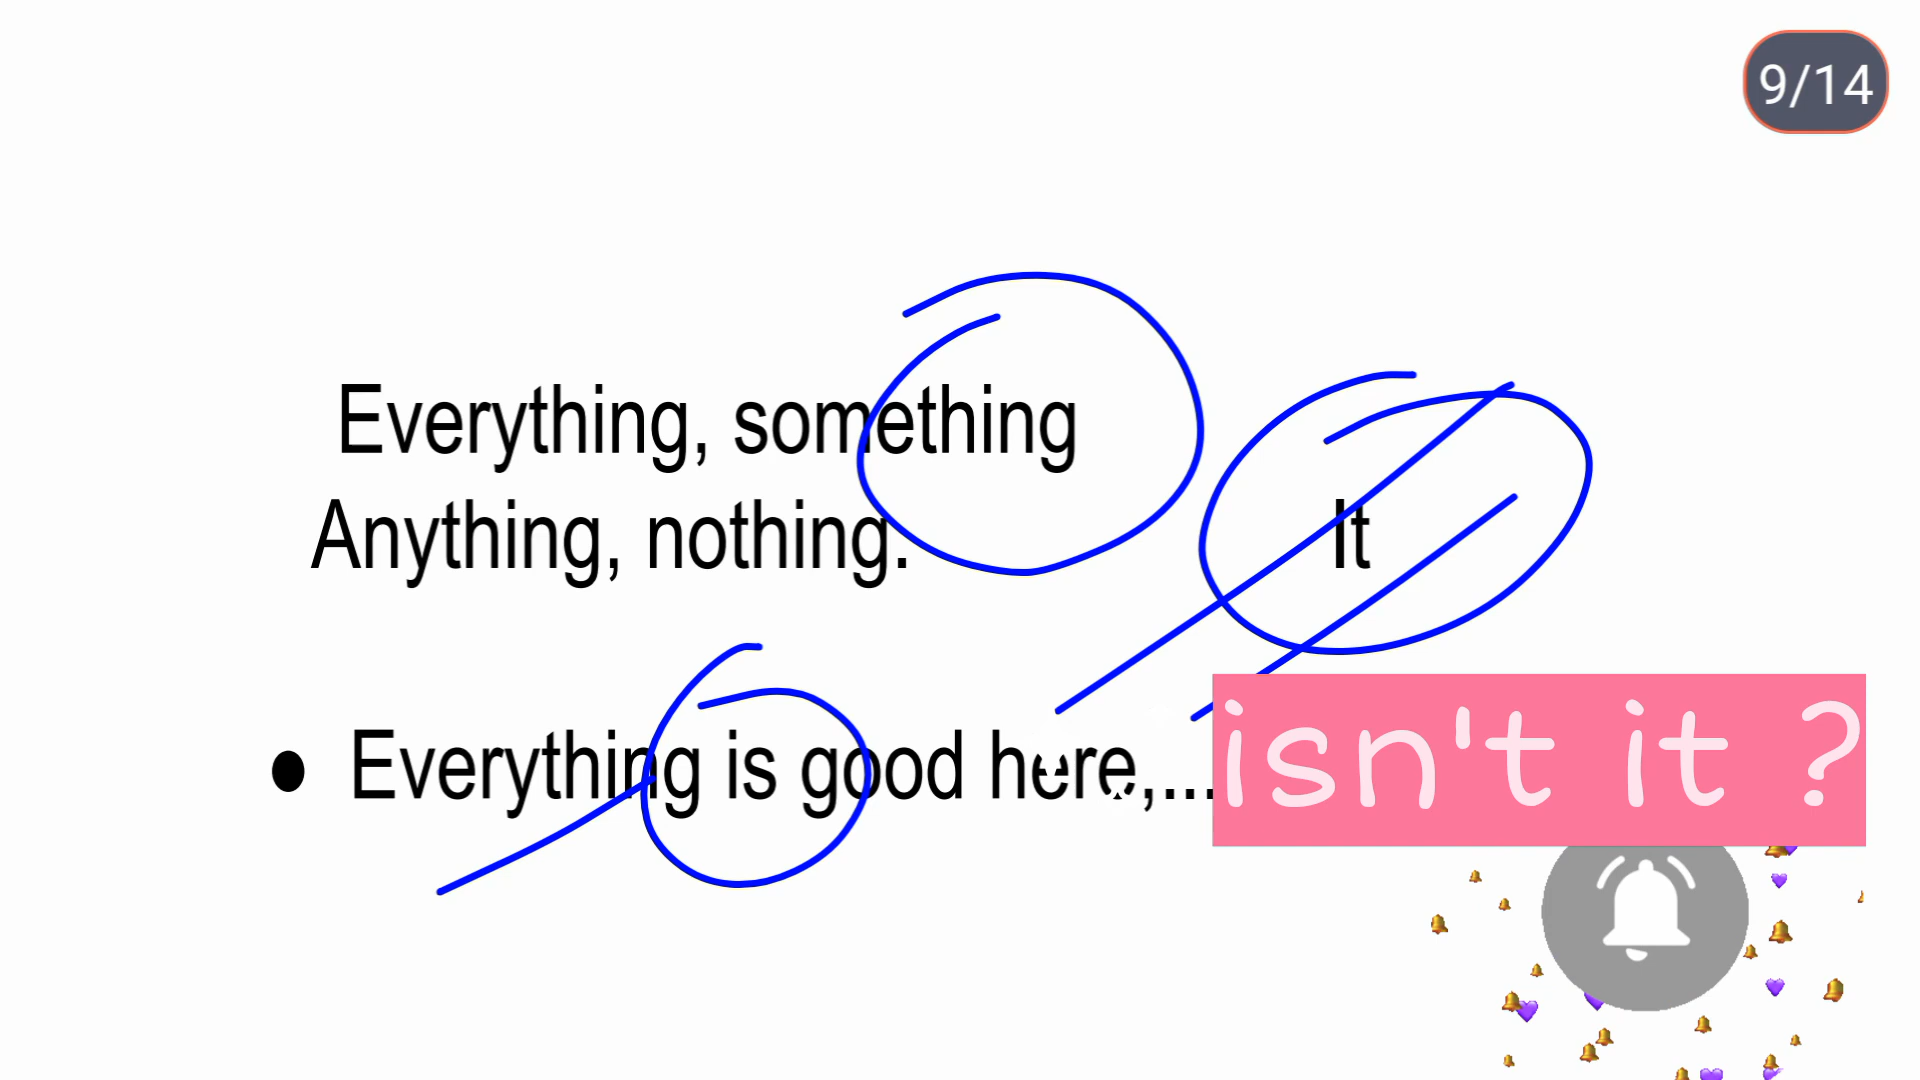 9/14
Everything, something
Anything, nothing. It
● Everything is good here,... isn't it ?